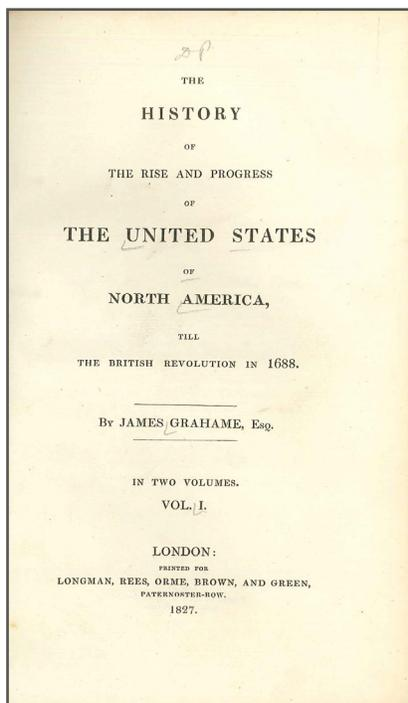 THE
HISTORY
OF
THE RISE AND PROGRESS
OF
THE UNITED STATES
OF
NORTH AMERICA,
TILL
THE BRITISH REVOLUTION IN 1688.
BY JAMES GRAHAME, ESQ.
IN TWO VOLUMES.
VOL. I.
LONDON:
PRINTED FOR
LONGMAN, REES, ORME, BROWN, AND GREEN,
PATERNOSTER-ROW.
1827.